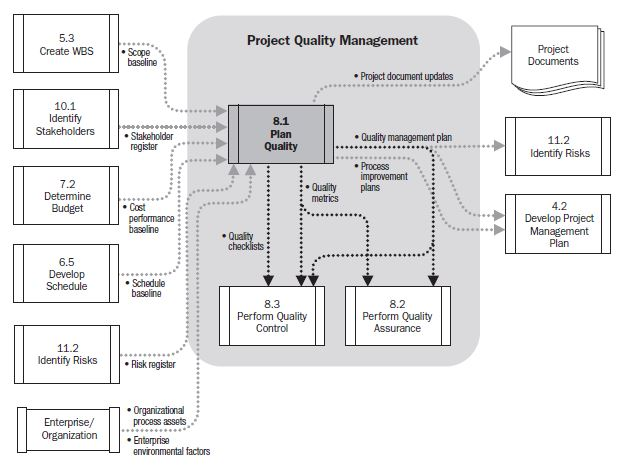 Project Quality Management
5.3
Create WBS
• Scope
baseline
10.1
Identify
Stakeholders
• Stakeholder
register
7.2
Determine
Budget
• Cost
performance
baseline
6.5
Develop
Schedule
• Schedule
baseline
11.2
Identify Risks
• Risk register
Enterprise/
Organization
• Organizational
process assets
• Enterprise
environmental factors
8.1
Plan
Quality
• Project document updates
• Quality management plan
• Process
improvement
plans
• Quality
metrics
• Quality
checklists
8.3
Perform Quality
Control
8.2
Perform Quality
Assurance
Project
Documents
11.2
Identify Risks
4.2
Develop Project
Management
Plan